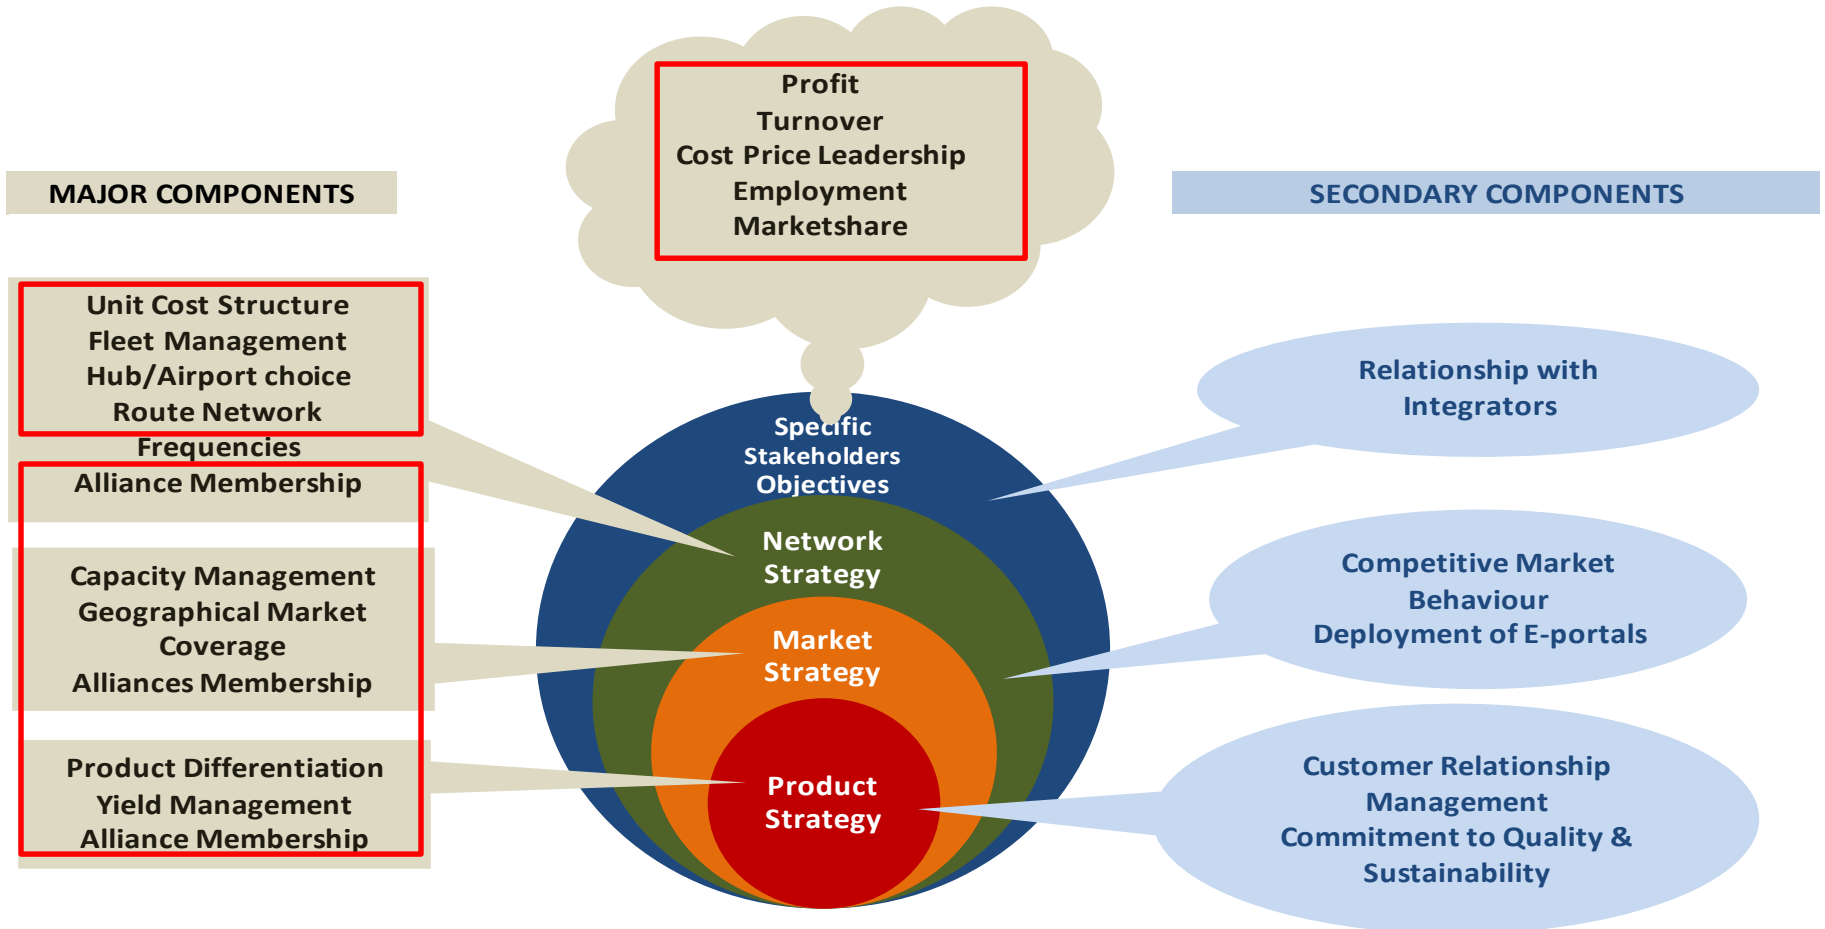 Profit
Turnover
Cost Price Leadership
Employment
Marketshare
MAJOR COMPONENTS
SECONDARY COMPONENTS
Unit Cost Structure
Fleet Management
Hub/Airport choice
Route Network
Frequencies
Alliance Membership
Capacity Management
Geographical Market
Coverage
Alliances Membership
Product Differentiation
Yield Management
Alliance Membership
Specific
Stakeholders
Objectives
Network
Strategy
Market
Strategy
Product
Strategy
Relationship with
Integrators
Competitive Market
Behaviour
Deployment of E-portals
Customer Relationship
Management
Commitment to Quality &
Sustainability